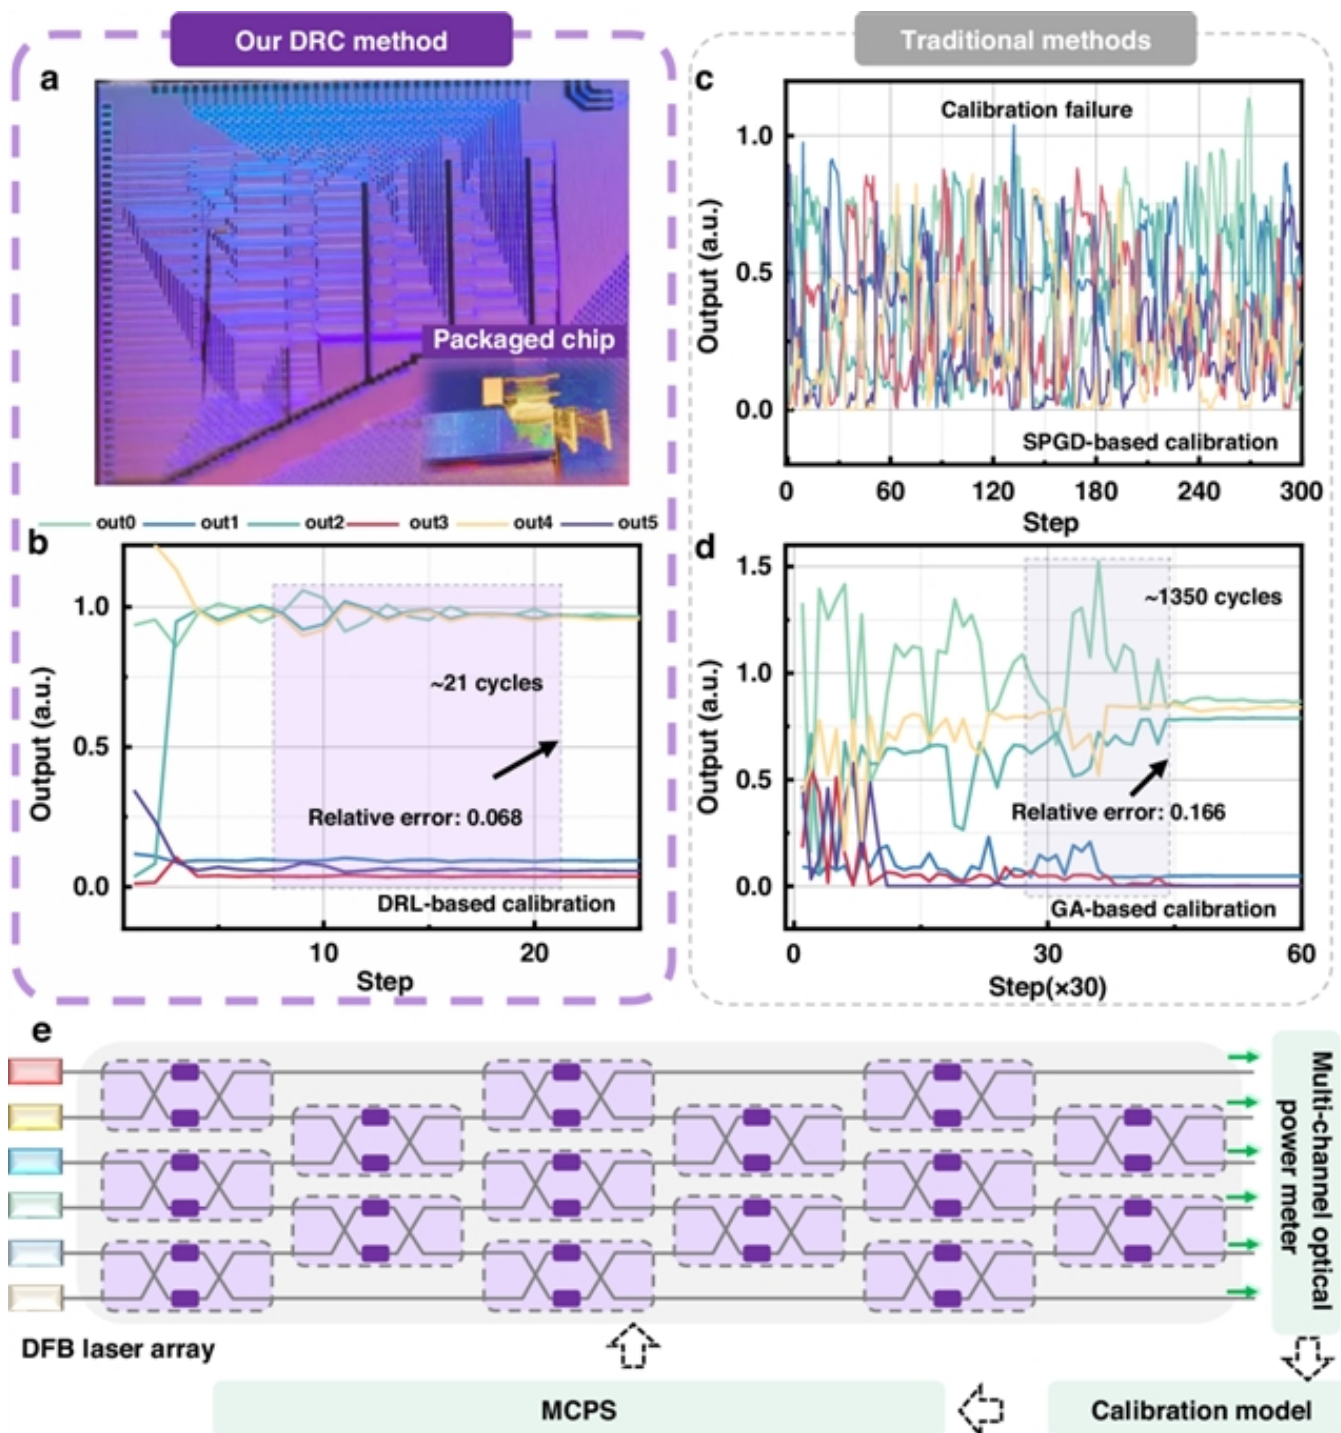 Our DRC method
Traditional methods
a
Packaged chip
c
Calibration failure
SPGD-based calibration
Output (a.u.)
1.0
0.5
0.0
0 60 120 180 240 300
Step
out0 out1 out2 out3 out4 out5
b
Output (a.u.)
1.0
0.5
0.0
~21 cycles
Relative error: 0.068
DRL-based calibration
10 20
Step
d
Output (a.u.)
1.5
1.0
0.5
0.0
~1350 cycles
Relative error: 0.166
GA-based calibration
0 30 60
Step(×30)
e
Multi-channel optical
power meter
DFB laser array
MCPS
Calibration model